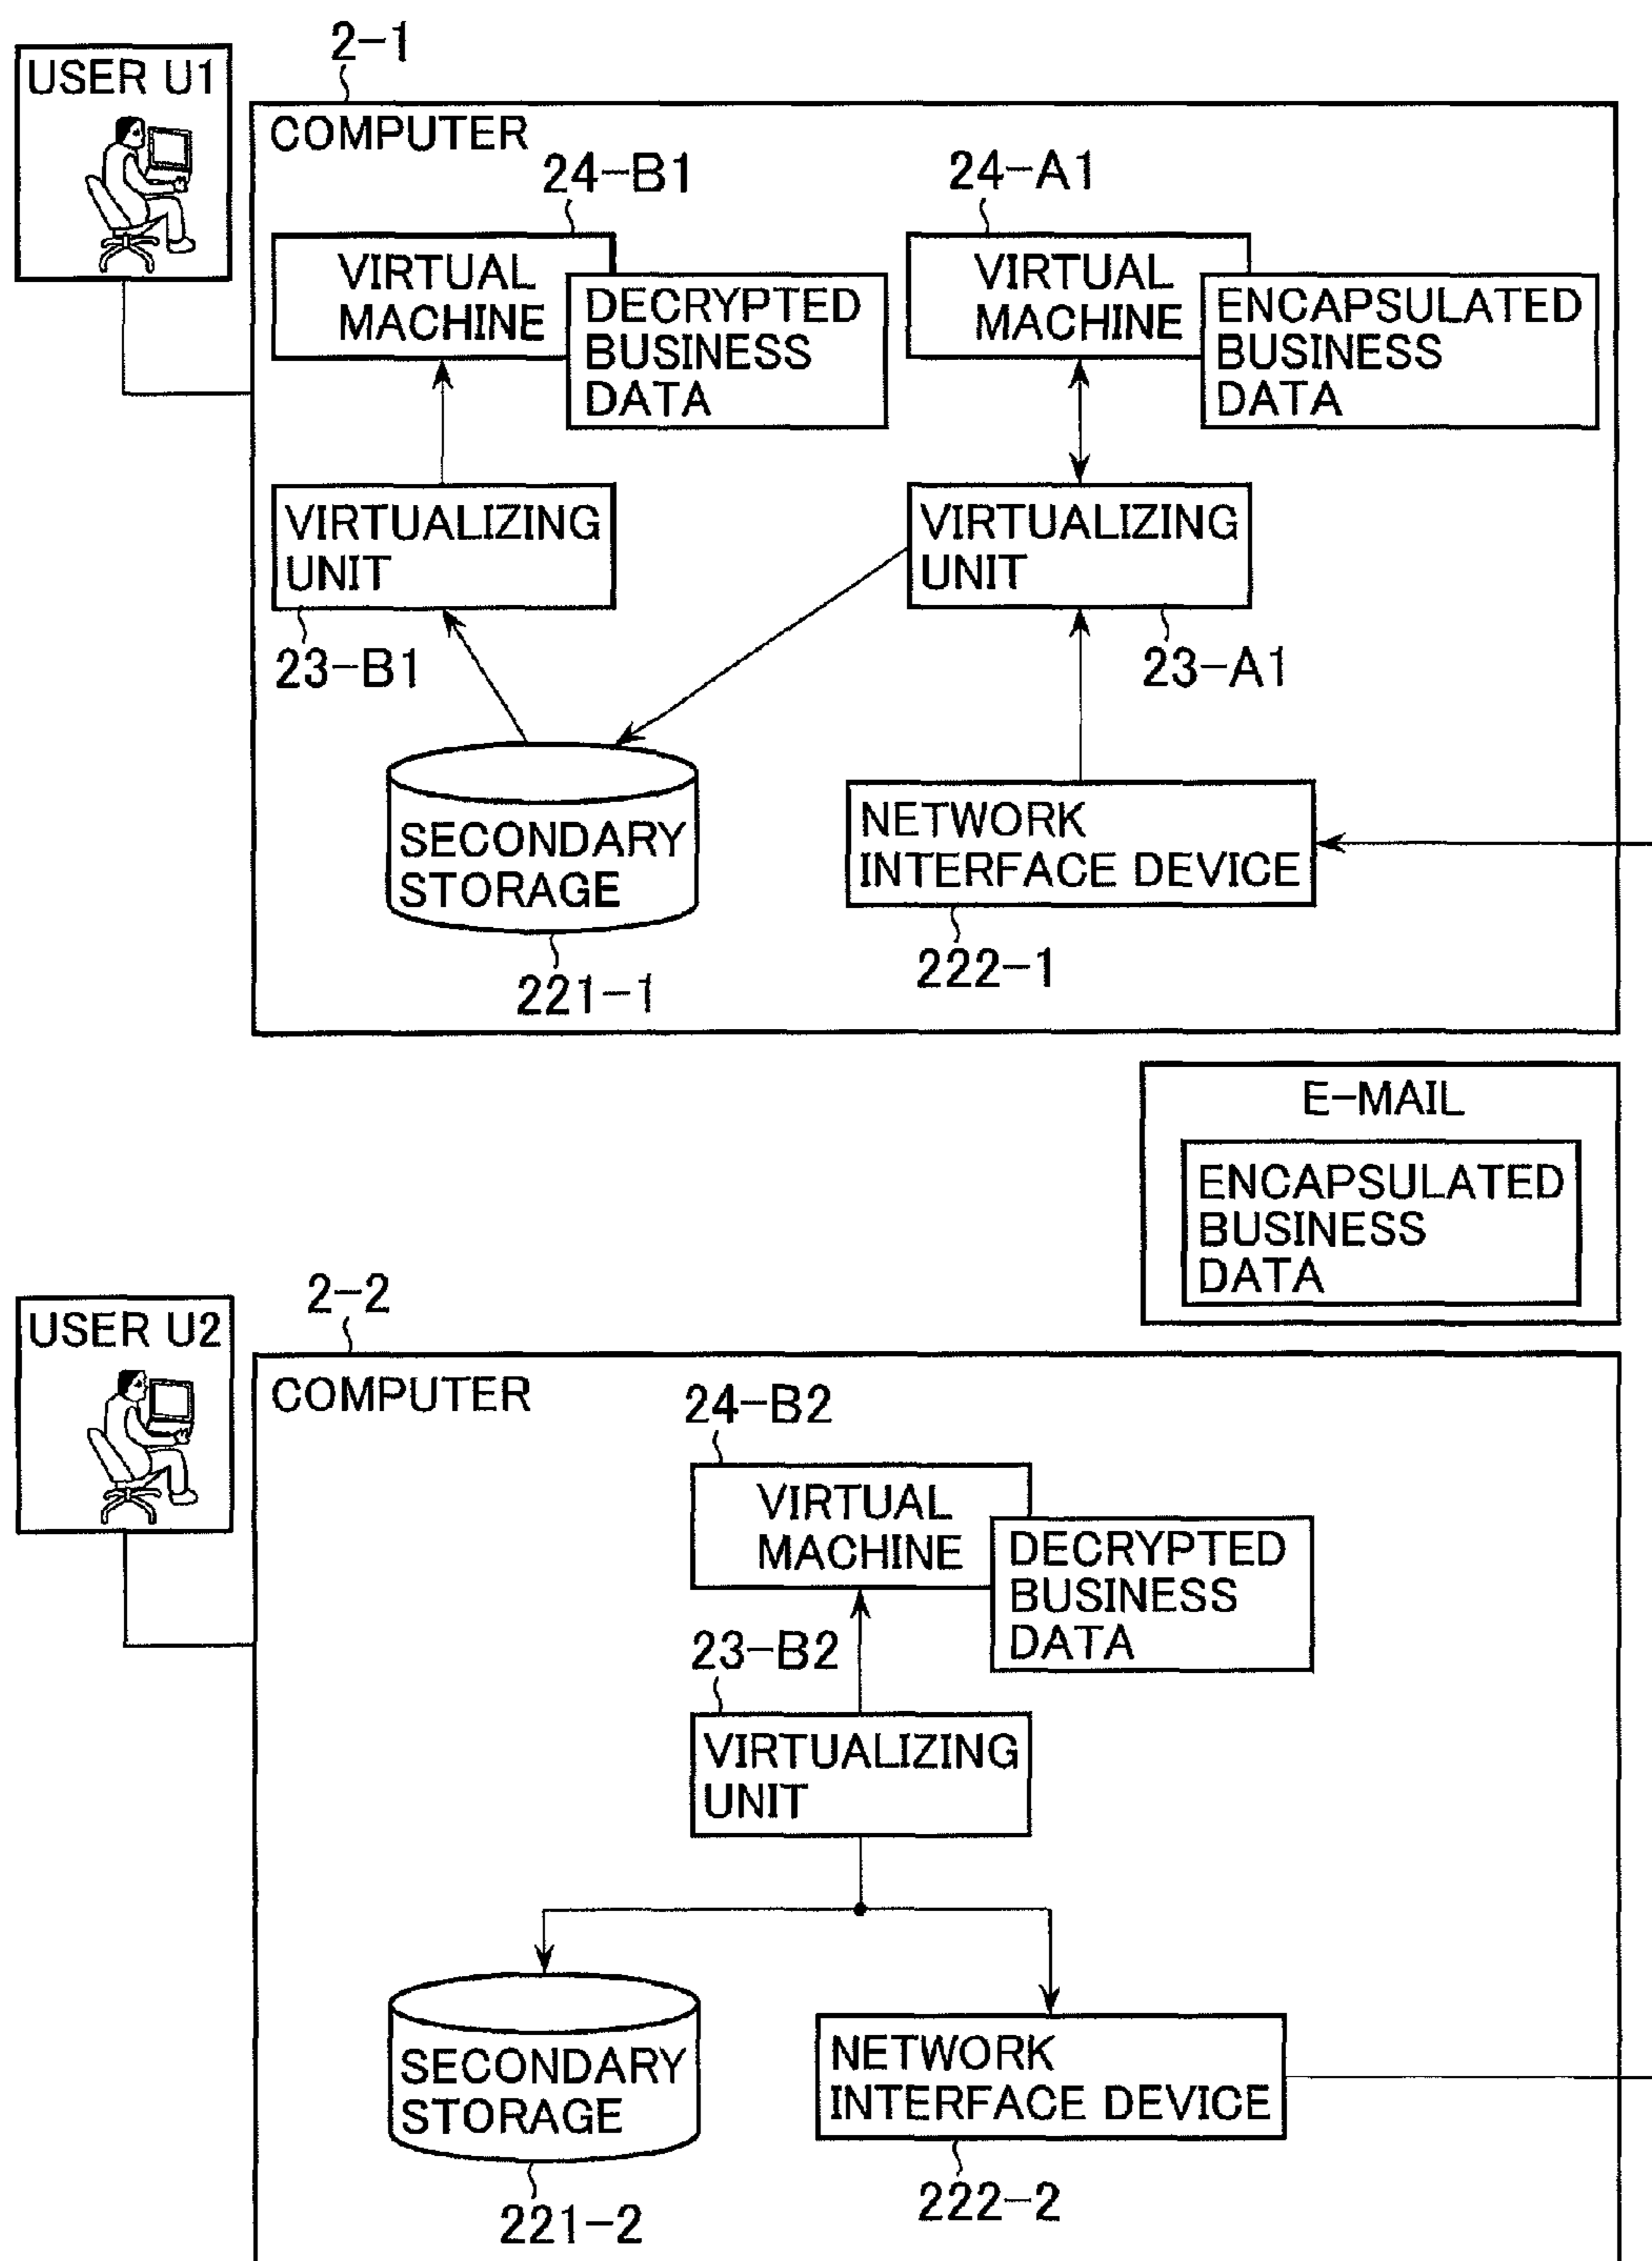 2-1
USER U1
COMPUTER
24-B1
24-A1
VIRTUAL
MACHINE
DECRYPTED
BUSINESS
DATA
VIRTUAL
MACHINE
ENCAPSULATED
BUSINESS
DATA
VIRTUALIZING
UNIT
23-B1
VIRTUALIZING
UNIT
23-A1
SECONDARY
STORAGE
221-1
NETWORK
INTERFACE DEVICE
222-1
E-MAIL
ENCAPSULATED
BUSINESS
DATA
2-2
USER U2
COMPUTER
24-B2
VIRTUAL
MACHINE
DECRYPTED
BUSINESS
DATA
23-B2
VIRTUALIZING
UNIT
SECONDARY
STORAGE
221-2
NETWORK
INTERFACE DEVICE
222-2